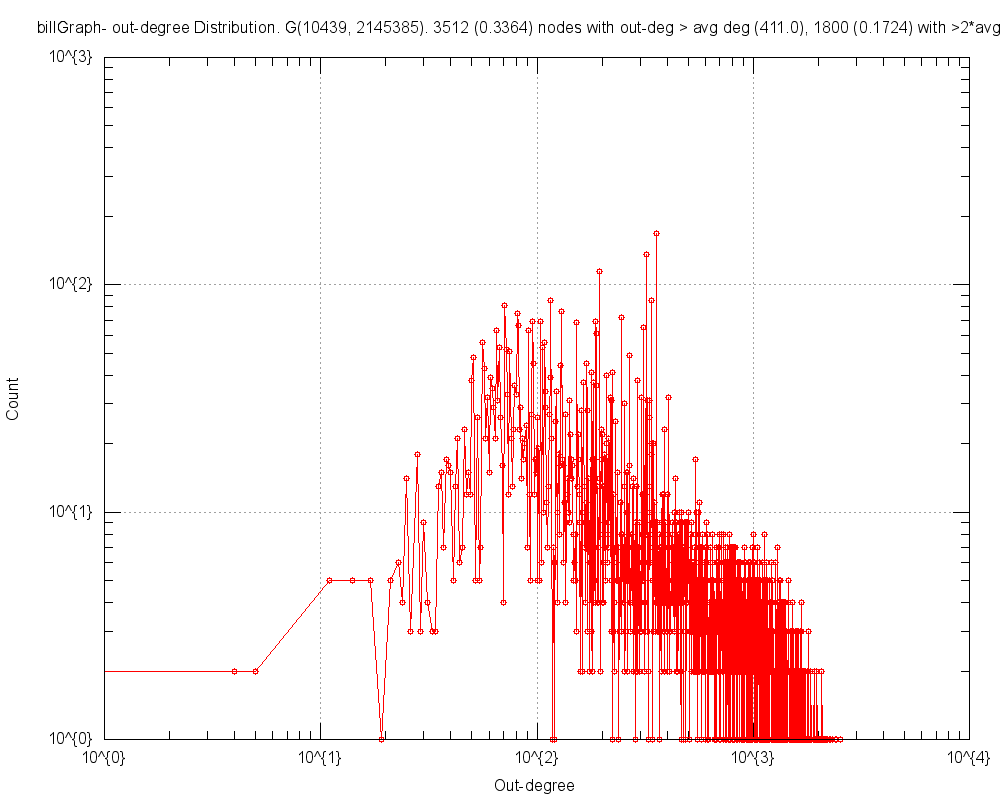 billGraph- out-degree Distribution. G(10439, 2145385). 3512 (0.3364) nodes with out-deg > avg deg (411.0), 1800 (0.1724) with >2*avg
10^{3}
10^{2}
Count
10^{1}
10^{0}
10^{0} 10^{1} 10^{2} 10^{3} 10^{4}
Out-degree